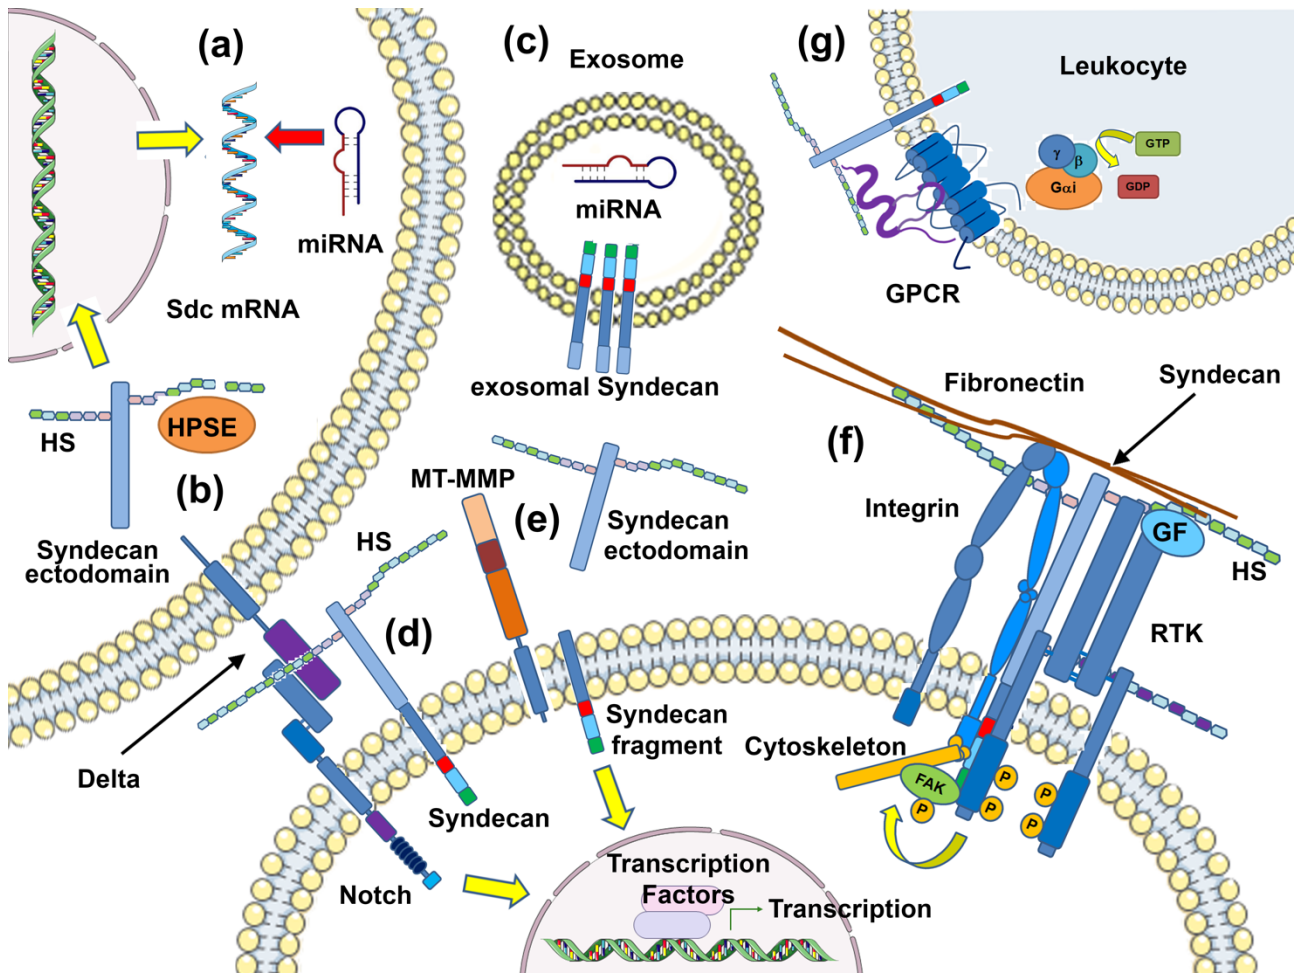 (a)
Sdc mRNA
miRNA
HS
HPSE
(b)
Syndecan
ectodomain
(c)
Exosome
miRNA
exosomal Syndecan
Delta
HS
(d)
Syndecan
Notch
MT-MMP
(e)
Syndecan
ectodomain
Syndecan
fragment
Transcription
Factors
Transcription
(f)
Fibronectin
Syndecan
Integrin
GF
HS
RTK
Cytoskeleton
FAK
P
P
P
P
P
(g)
Leukocyte
γ
β
Gαi
GTP
GDP
GPCR